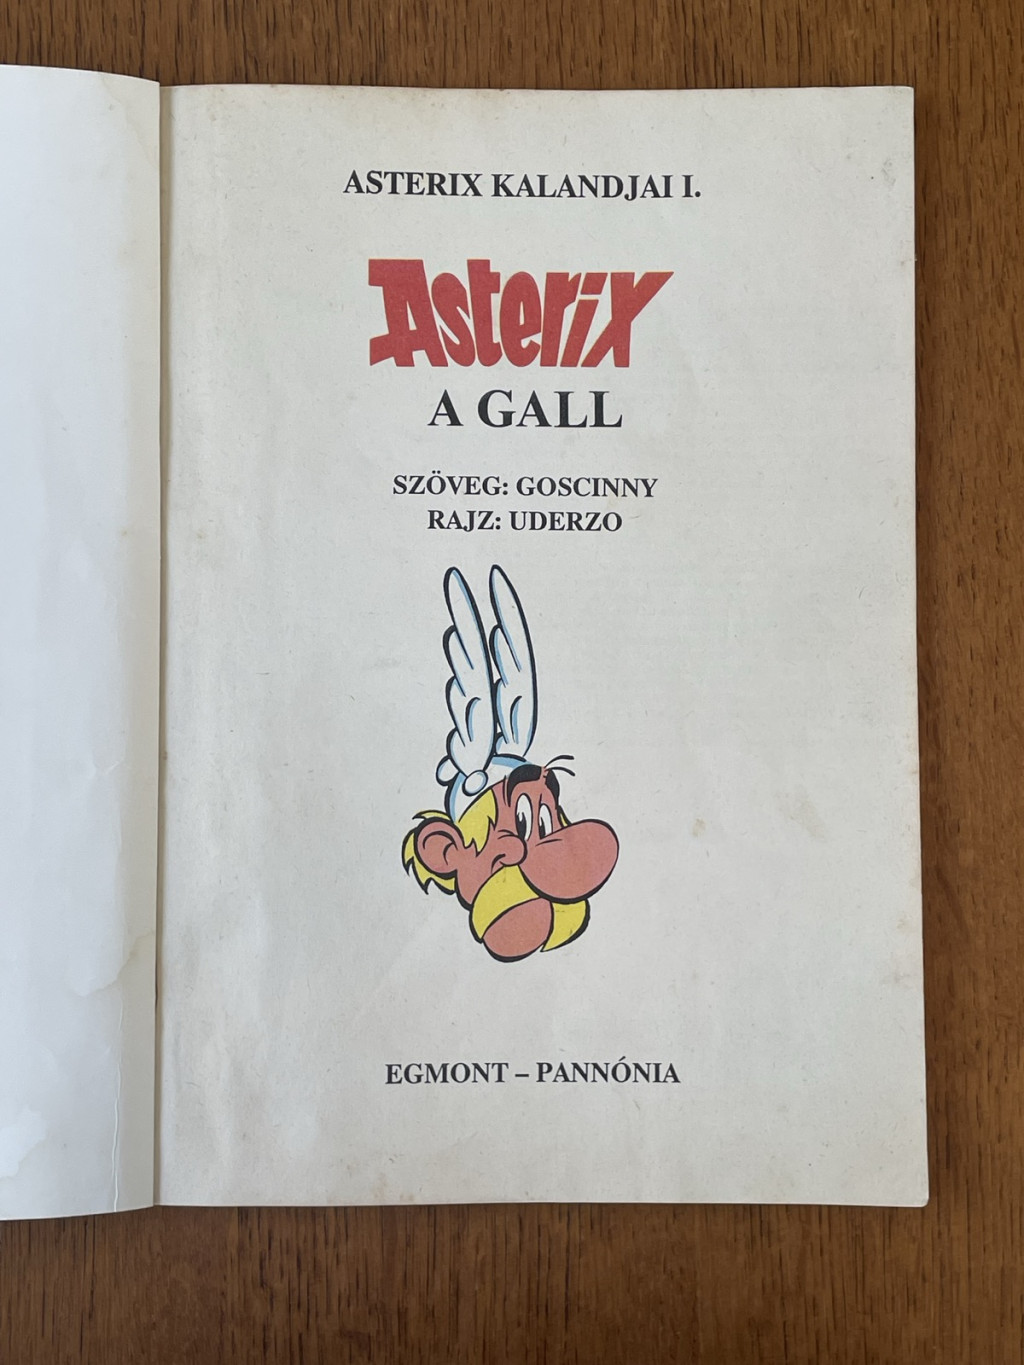 ASTERIX KALANDJAI I.
Asterix
A GALL
SZÖVEG: GOSCINNY
RAJZ: UDERZO
EGMONT – PANNÓNIA